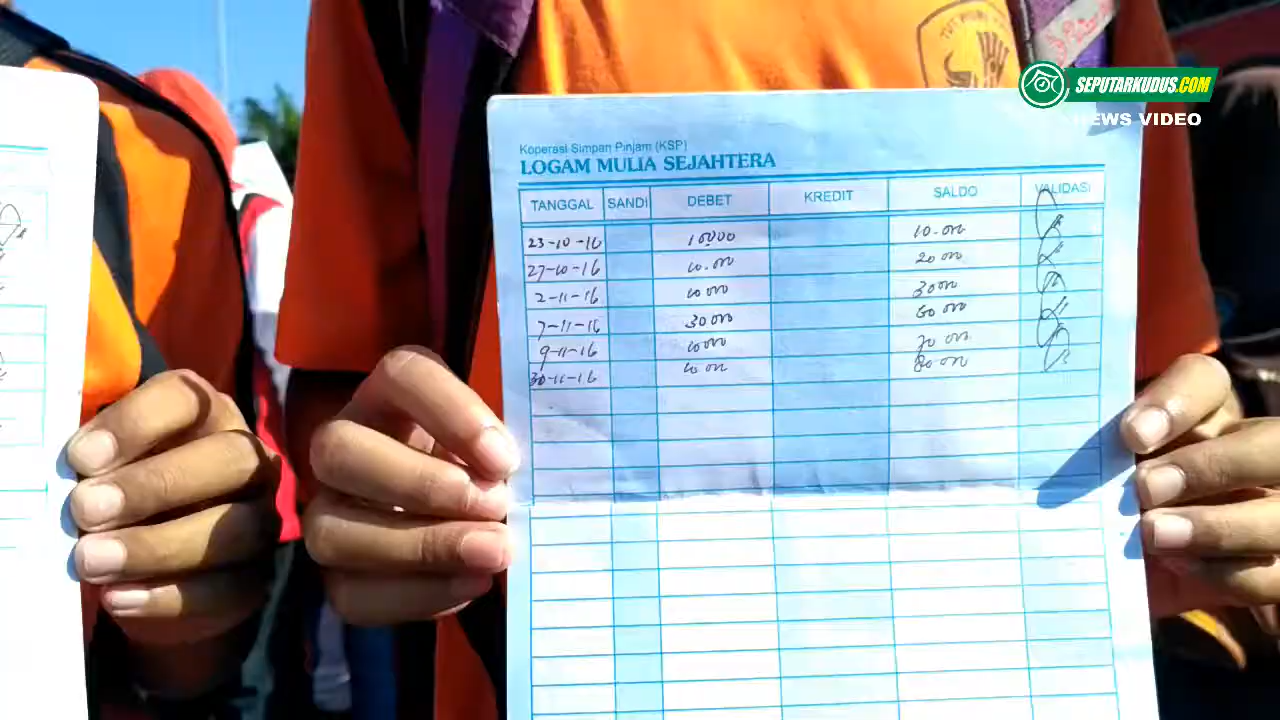 SEPUTARKUDUS.COM
NEWS VIDEO
Koperasi Simpan Pinjam (KSP)
LOGAM MULIA SEJAHTERA
TANGGAL SANDI DEBET KREDIT SALDO VALIDASI
23-10-16 10000 10.000
27-10-16 10.000 20 000
2-11-16 10 000 30 000
7-11-16 30 000 60 000
9-11-16 10 000 70 000
30-11-16 10 000 80 000